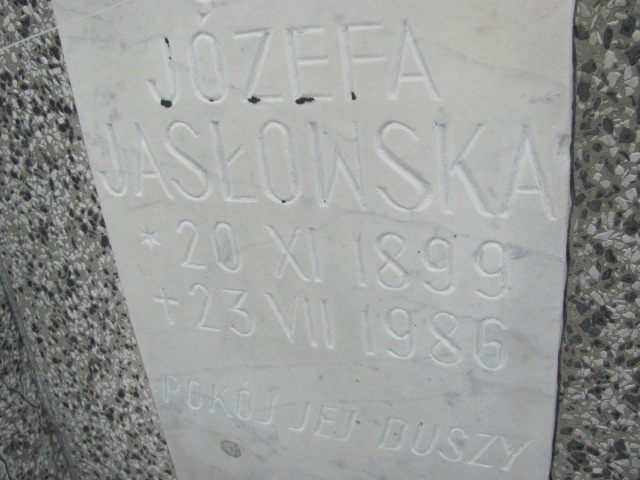 JÓZEFA
JASŁOWSKA
* 20 XI 1899
+ 23 VII 1986
POKÓJ JEJ DUSZY